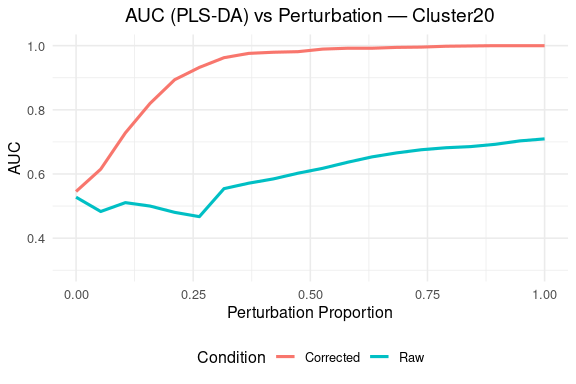 AUC (PLS-DA) vs Perturbation — Cluster20
AUC
1.0
0.8
0.6
0.4
0.00 0.25 0.50 0.75 1.00
Perturbation Proportion
Condition Corrected Raw